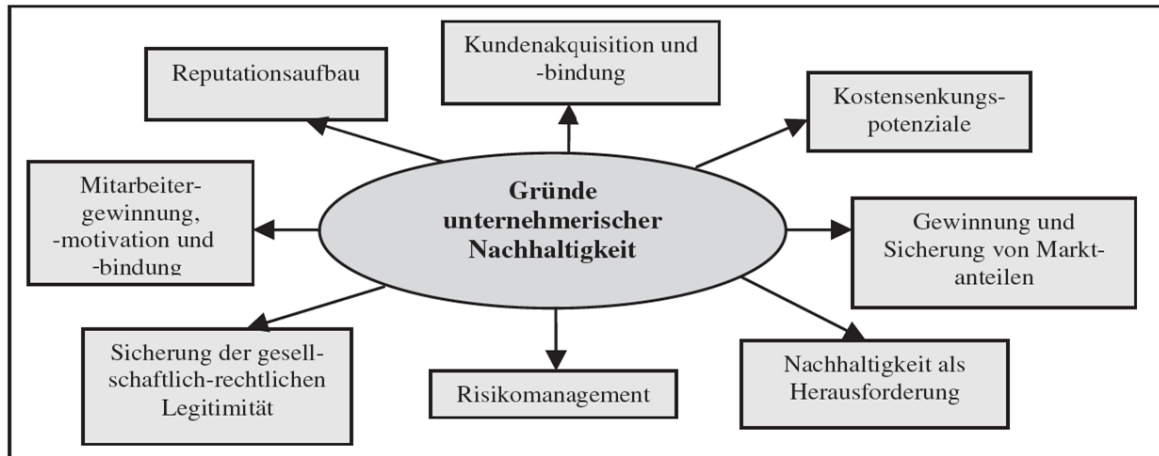 Kundenakquisition und
-bindung
Reputationsaufbau
Kostensenkungs-
potenziale
Mitarbeiter-
gewinnung,
-motivation und
-bindung
Gründe
unternehmerischer
Nachhaltigkeit
Gewinnung und
Sicherung von Markt-
anteilen
Sicherung der gesell-
schaftlich-rechtlichen
Legitimität
Risikomanagement
Nachhaltigkeit als
Herausforderung